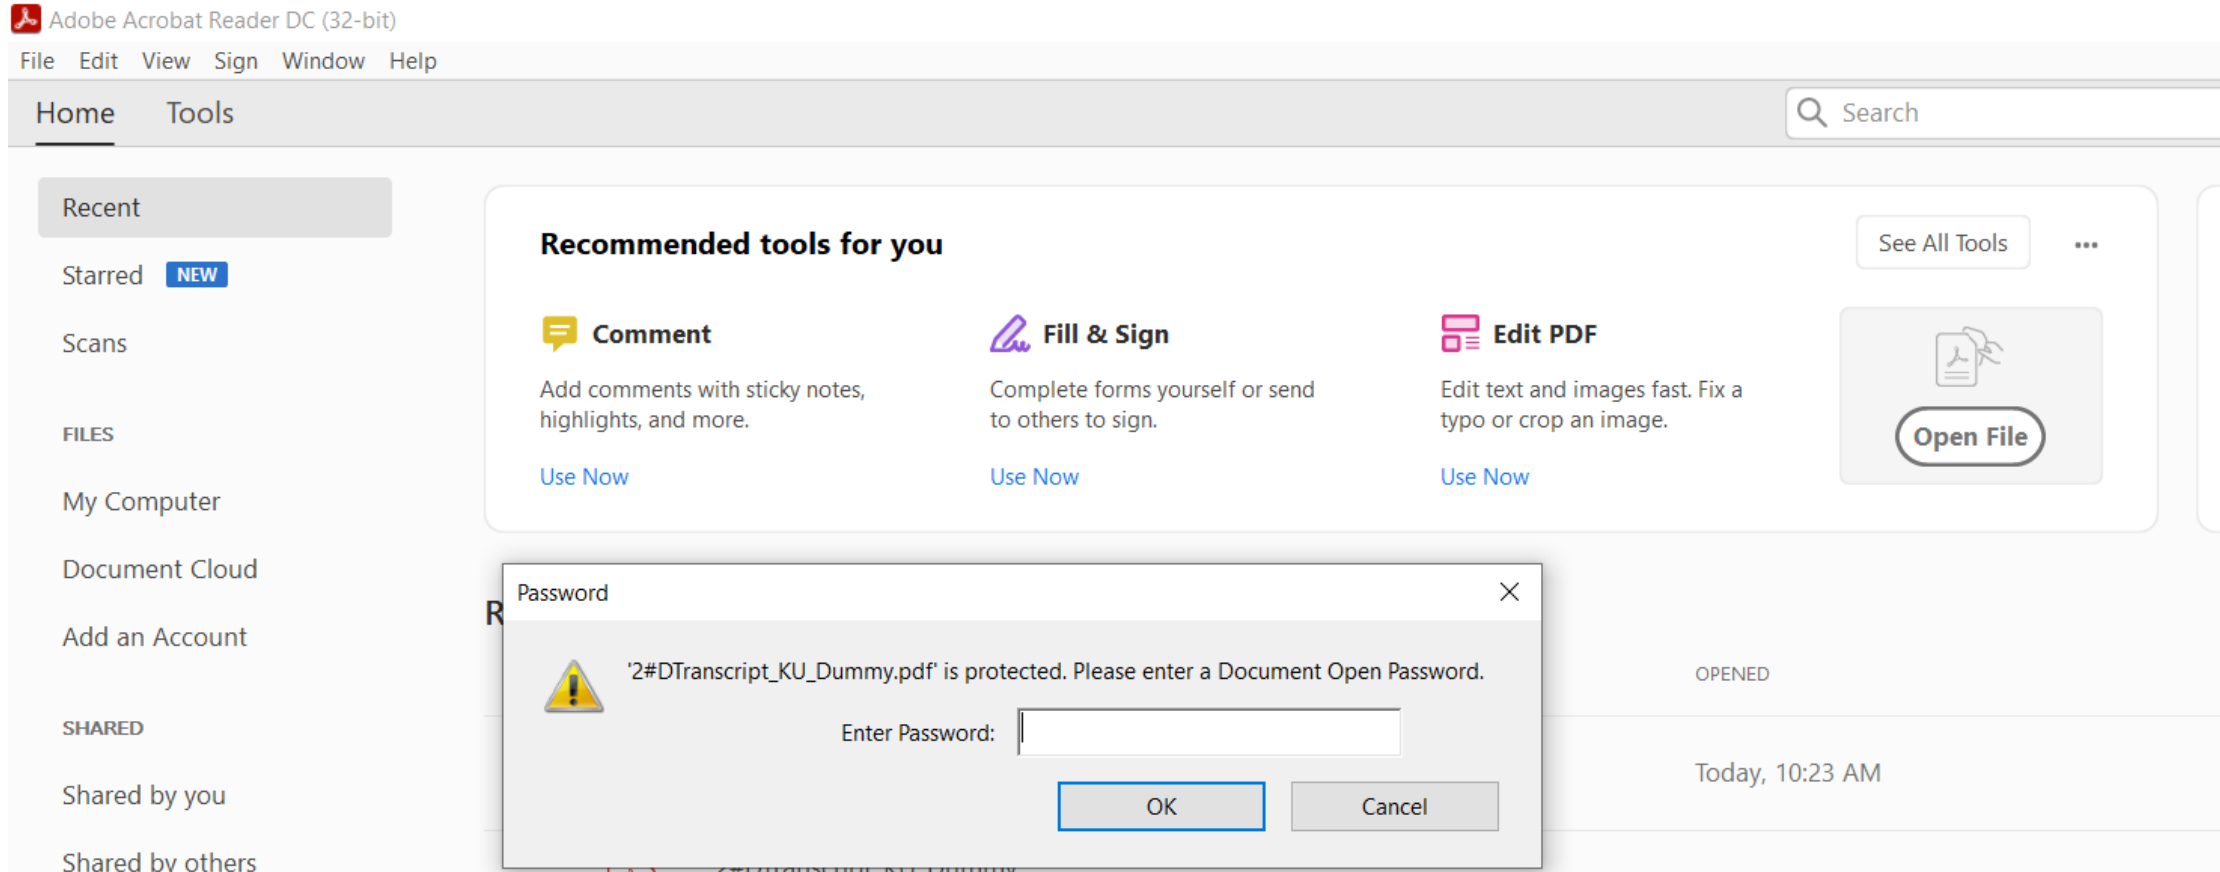 Adobe Acrobat Reader DC (32-bit)
File Edit View Sign Window Help
Home Tools
Search
Recent
Starred NEW
Scans
FILES
My Computer
Document Cloud
Add an Account
SHARED
Shared by you
Shared by others
Recommended tools for you
See All Tools
Comment
Add comments with sticky notes,
highlights, and more.
Use Now
Fill & Sign
Complete forms yourself or send
to others to sign.
Use Now
Edit PDF
Edit text and images fast. Fix a
typo or crop an image.
Use Now
Open File
R
Password
'2#DTranscript_KU_Dummy.pdf' is protected. Please enter a Document Open Password.
Enter Password:
OK Cancel
OPENED
Today, 10:23 AM
2#DTranscript_KU_Dummy